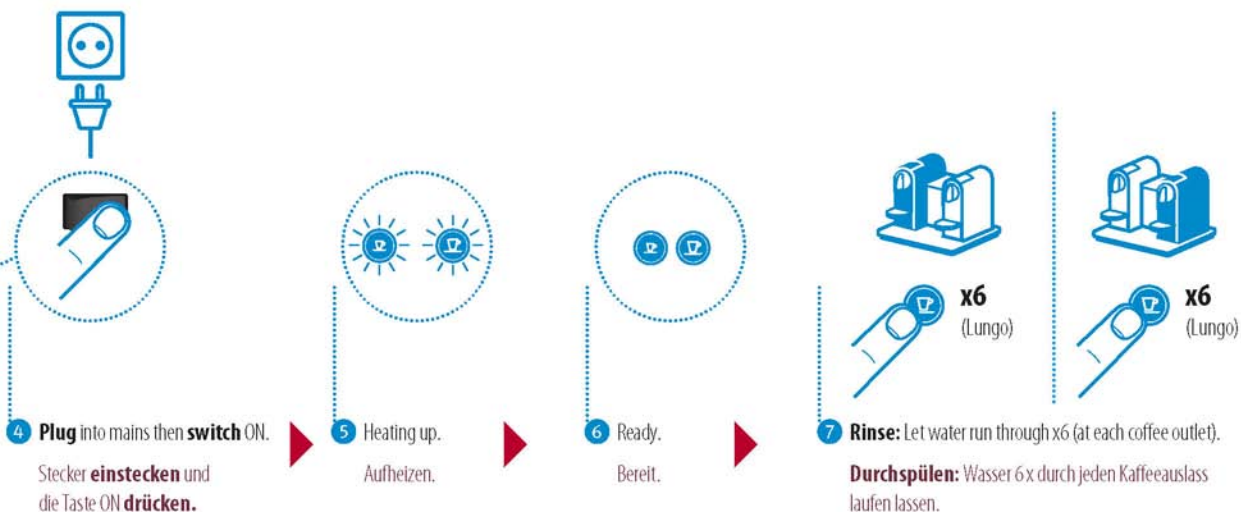 x6
(Lungo)
x6
(Lungo)
4 Plug into mains then switch ON.
Stecker einstecken und
die Taste ON drücken.
5 Heating up.
Aufheizen.
6 Ready.
Bereit.
7 Rinse: Let water run through x6 (at each coffee outlet).
Durchspülen: Wasser 6 x durch jeden Kaffeeauslass
laufen lassen.